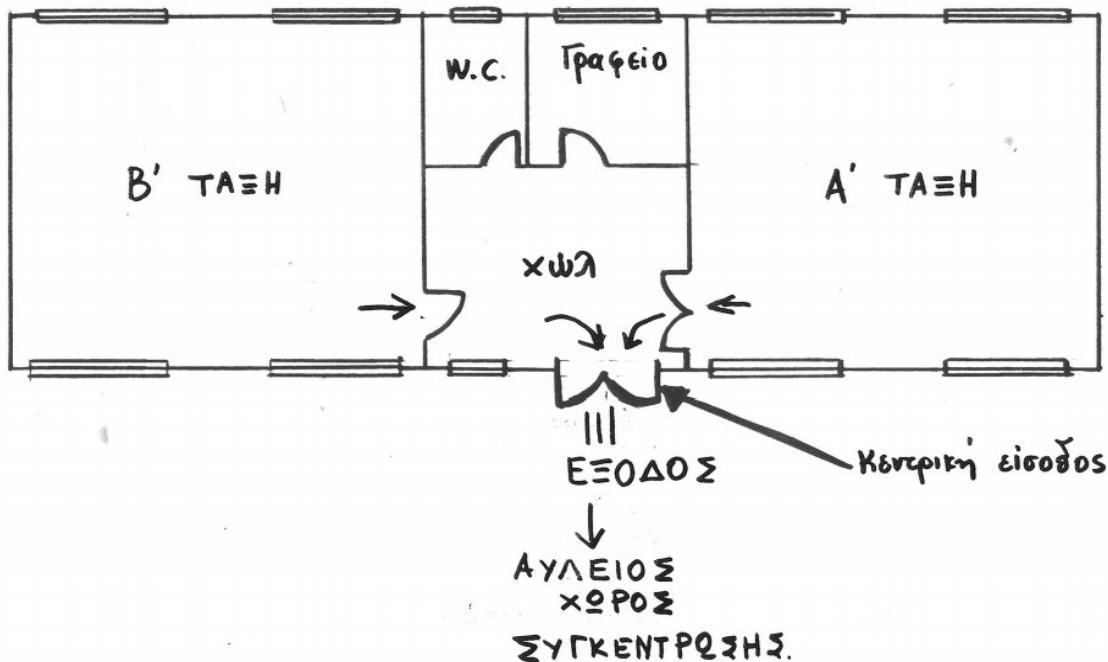 W.C.
Γραφείο
Β' ΤΑΞΗ
Α' ΤΑΞΗ
χωλ
Κεντρική είσοδος
ΕΞΟΔΟΣ
ΑΥΛΕΙΟΣ
ΧΩΡΟΣ
ΣΥΓΚΕΝΤΡΩΣΗΣ.